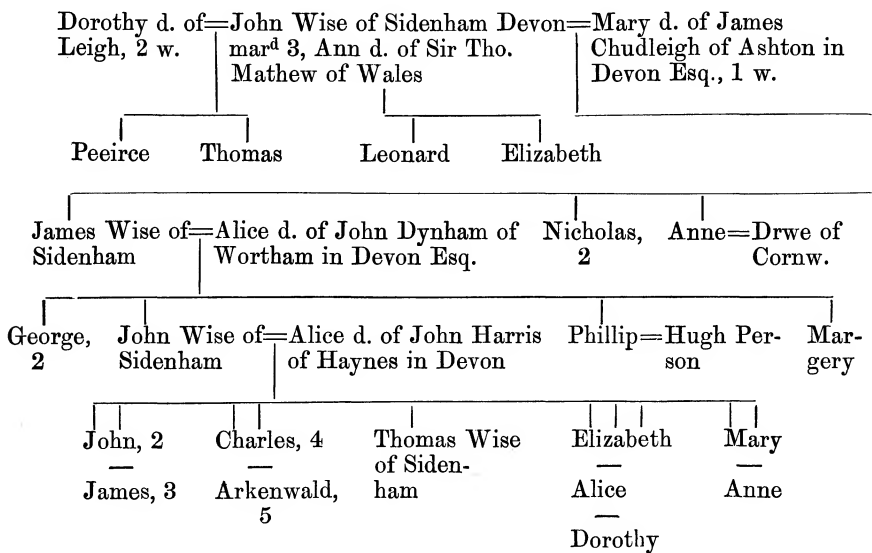 Dorothy d. of=John Wise of Sidenham Devon=Mary d. of James
Leigh, 2 w. marᵈ 3, Ann d. of Sir Tho. Chudleigh of Ashton in
Mathew of Wales Devon Esq., 1 w.
Peeirce Thomas Leonard Elizabeth
James Wise of=Alice d. of John Dynham of Nicholas, Anne=Drwe of
Sidenham Wortham in Devon Esq. 2 Cornw.
George, John Wise of=Alice d. of John Harris Phillip=Hugh Per- Mar-
2 Sidenham of Haynes in Devon son gery
John, 2 Charles, 4 Thomas Wise Elizabeth Mary
— — of Siden- — —
James, 3 Arkenwald, ham Alice Anne
5 —
Dorothy